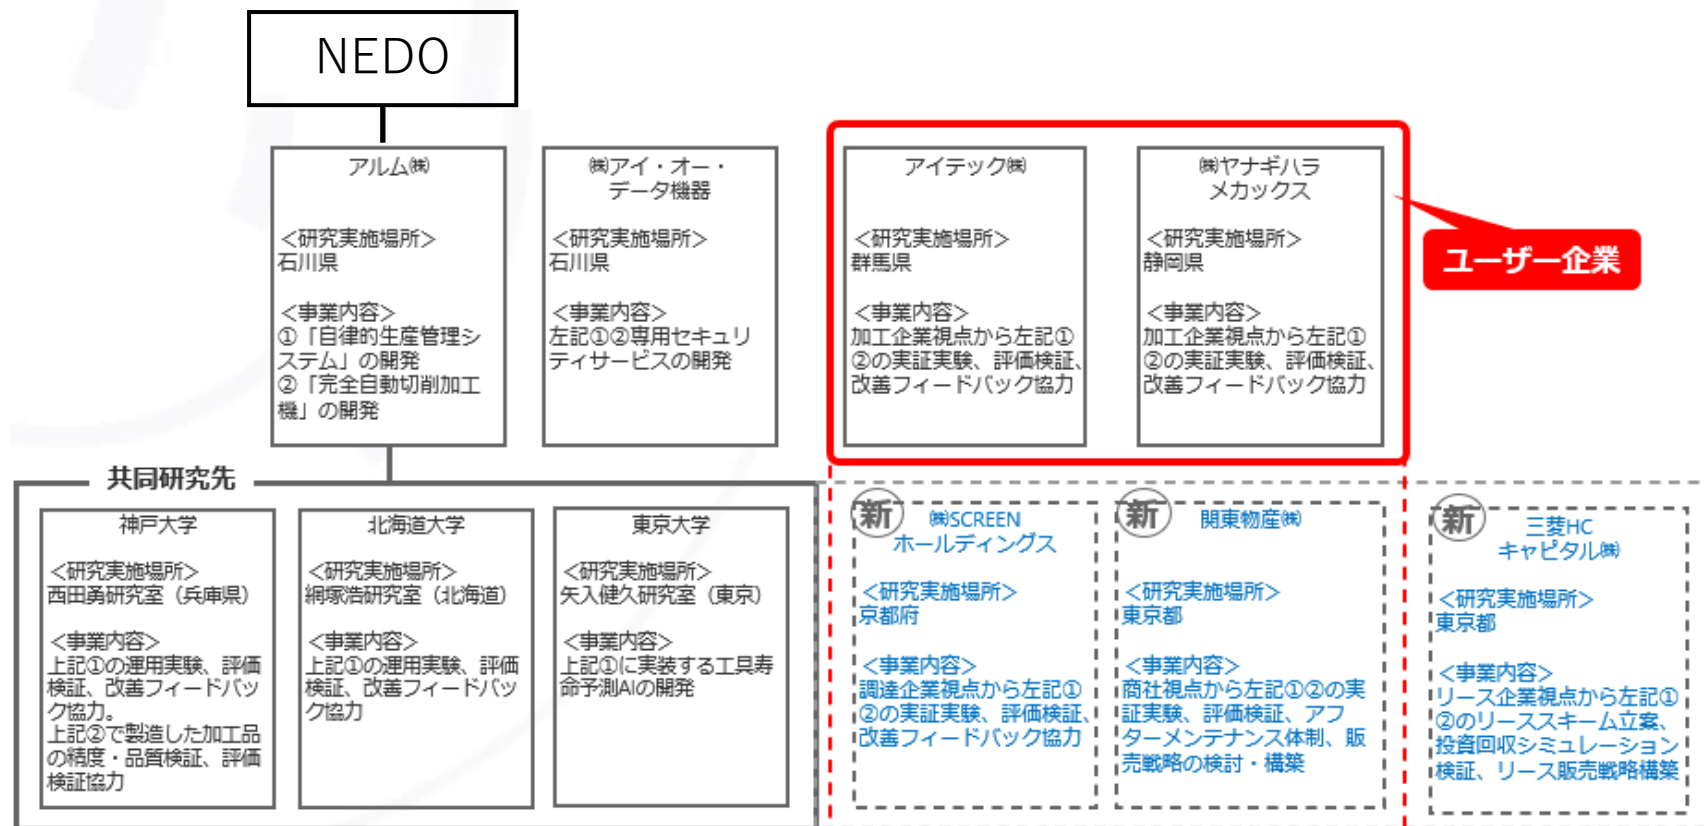 NEDO
アルム㈱
<研究実施場所>
石川県
<事業内容>
①「自律的生産管理シ
ステム」の開発
②「完全自動切削加工
機」の開発
㈱アイ・オー・
データ機器
<研究実施場所>
石川県
<事業内容>
左記①②専用セキュリ
ティサービスの開発
アイテック㈱
<研究実施場所>
群馬県
<事業内容>
加工企業視点から左記①
②の実証実験、評価検証、
改善フィードバック協力
㈱ヤナギハラ
メカックス
<研究実施場所>
静岡県
<事業内容>
加工企業視点から左記①
②の実証実験、評価検証、
改善フィードバック協力
ユーザー企業
共同研究先
神戸大学
<研究実施場所>
西田勇研究室（兵庫県）
<事業内容>
上記①の運用実験、評価
検証、改善フィードバッ
ク協力。
上記②で製造した加工品
の精度・品質検証、評価
検証協力
北海道大学
<研究実施場所>
網塚浩研究室（北海道）
<事業内容>
上記①の運用実験、評価
検証、改善フィードバッ
ク協力
東京大学
<研究実施場所>
矢入健久研究室（東京）
<事業内容>
上記①に実装する工具寿
命予測AIの開発
新
㈱SCREEN
ホールディングス
<研究実施場所>
京都府
<事業内容>
調達企業視点から左記①
②の実証実験、評価検証、
改善フィードバック協力
新
関東物産㈱
<研究実施場所>
東京都
<事業内容>
商社視点から左記①②の実
証実験、評価検証、アフ
ターメンテナンス体制、販
売戦略の検討・構築
新
三菱HC
キャピタル㈱
<研究実施場所>
東京都
<事業内容>
リース企業視点から左記①
②のリーススキーム立案、
投資回収シミュレーション
検証、リース販売戦略構築